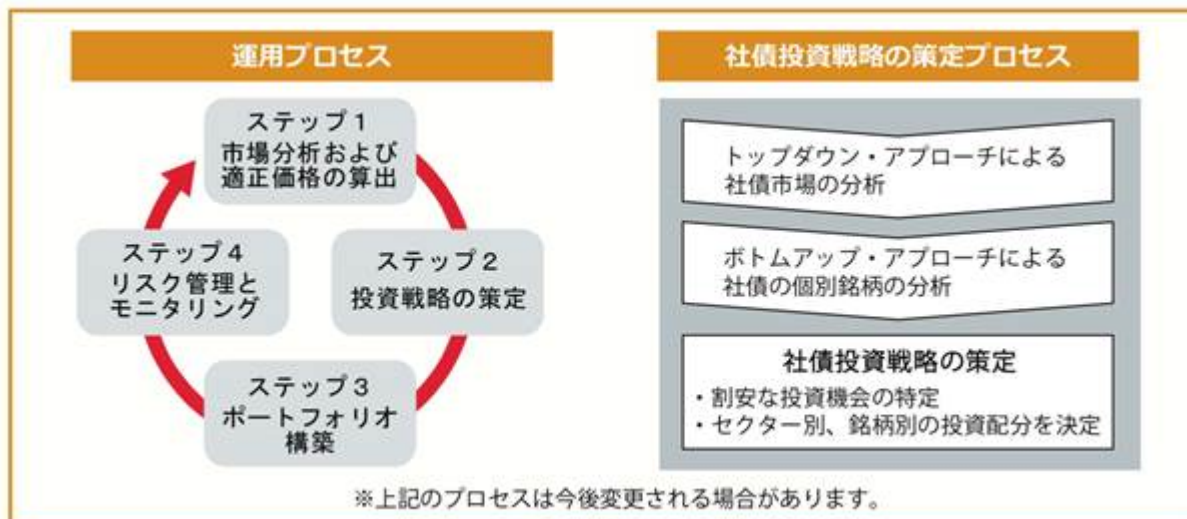 運用プロセス
ステップ1
市場分析および
適正価格の算出
ステップ2
投資戦略の策定
ステップ3
ポートフォリオ
構築
ステップ4
リスク管理と
モニタリング
社債投資戦略の策定プロセス
トップダウン・アプローチによる
社債市場の分析
ボトムアップ・アプローチによる
社債の個別銘柄の分析
社債投資戦略の策定
・割安な投資機会の特定
・セクター別、銘柄別の投資配分を決定
※上記のプロセスは今後変更される場合があります。